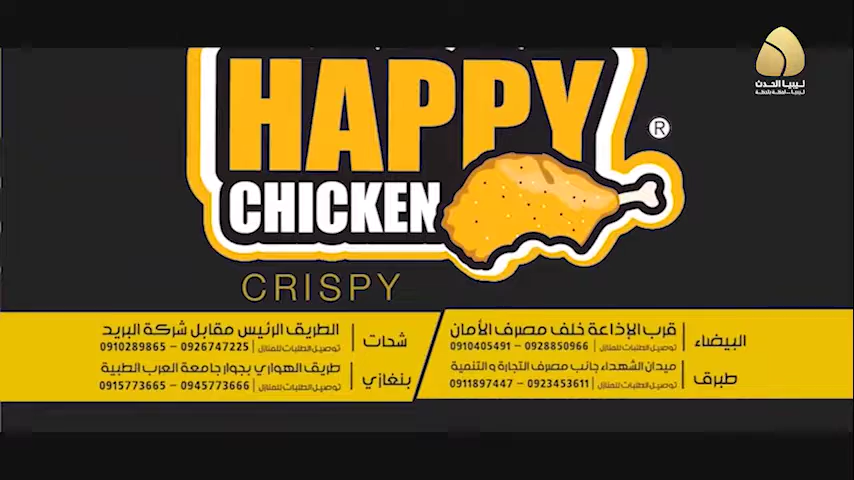 ليبيا الحدث
HAPPY
CHICKEN
®
CRISPY
البيضاء
قرب الإذاعة خلف مصرف الأمان
توصيل الطلبات للمنازل | 0928850966 – 0910405491
طبرق
ميدان الشهداء جانب مصرف التجارة و التنمية
توصيل الطلبات للمنازل | 0923453611 – 0911897447
شحات
الطريق الرئيس مقابل شركة البريد
توصيل الطلبات للمنازل | 0926747225 – 0910289865
بنغازي
طريق الهواري بجوار جامعة العرب الطبية
توصيل الطلبات للمنازل | 0945773666 – 0915773665